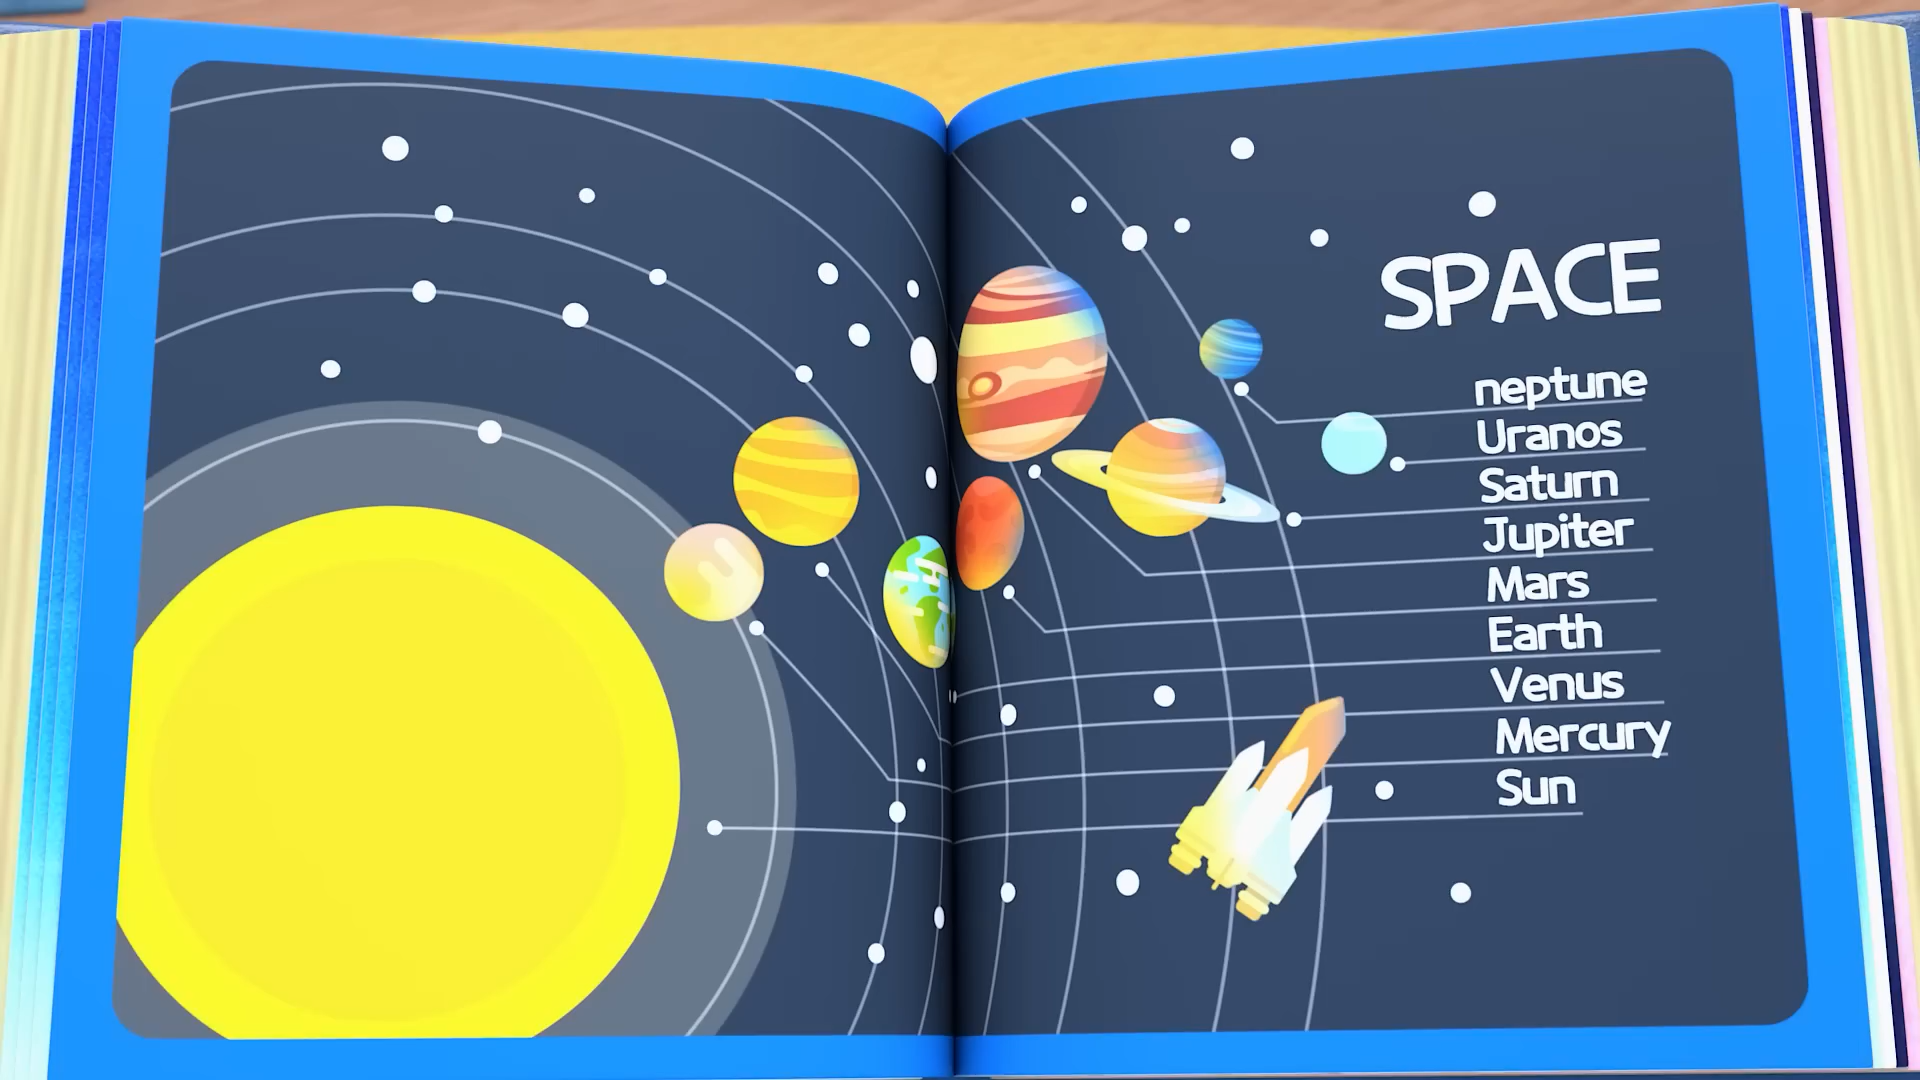 SPACE
neptune
Uranos
Saturn
Jupiter
Mars
Earth
Venus
Mercury
Sun